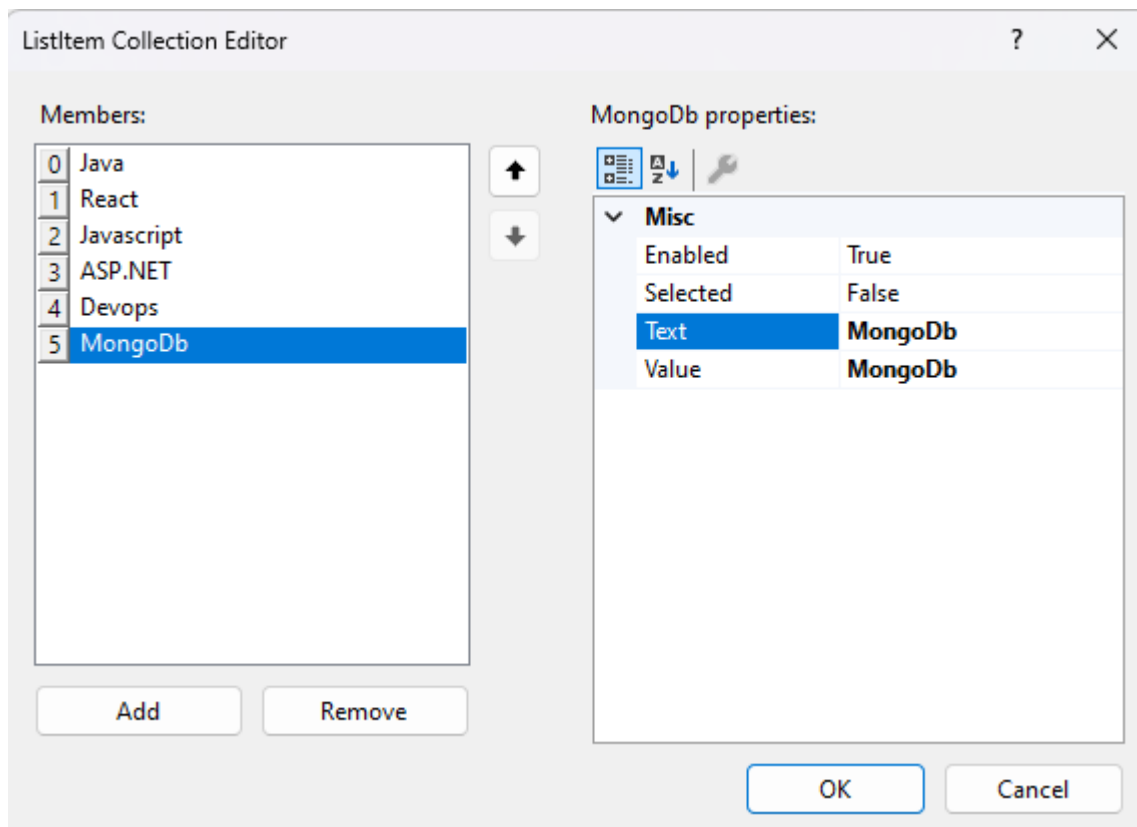 ListItem Collection Editor
?
Members:
0 Java
1 React
2 Javascript
3 ASP.NET
4 Devops
5 MongoDb
Add Remove
MongoDb properties:
A
Z
Misc
Enabled True
Selected False
Text MongoDb
Value MongoDb
OK Cancel